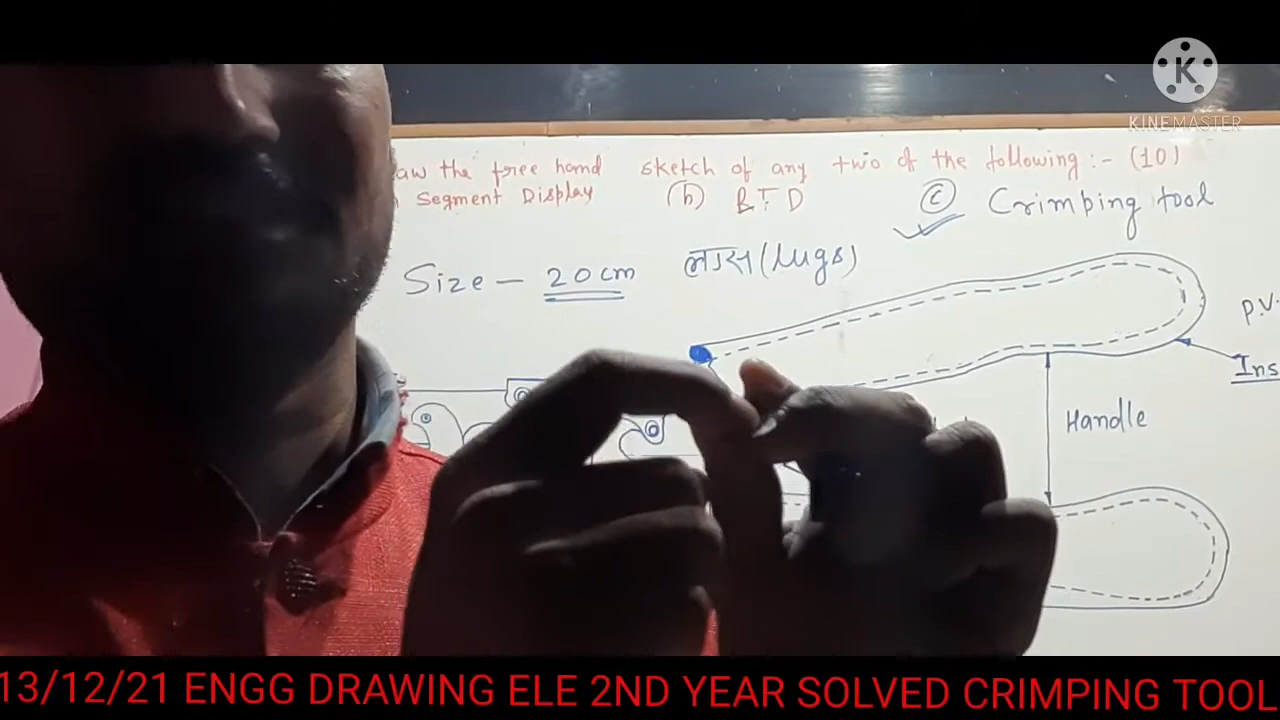 KINEMASTER
aw the free hand sketch of any two of the following :- (10)
Segment Display (b) R.T.D (c) Crimping tool
Size - 20cm लग्स (Lugs)
P.V.
Ins
Handle
13/12/21 ENGG DRAWING ELE 2ND YEAR SOLVED CRIMPING TOOL